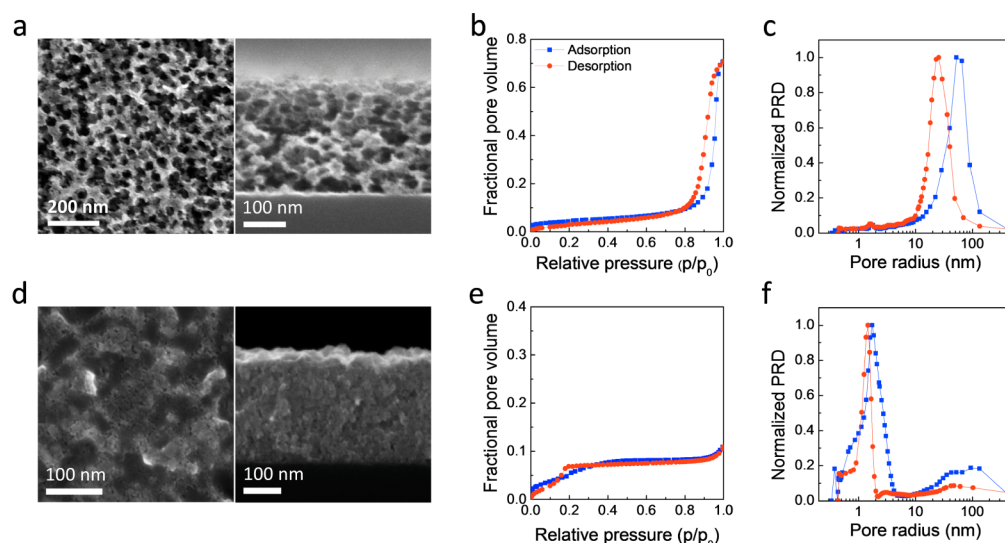 a
200 nm
100 nm
b
Fractional pore volume
0.8
0.6
0.4
0.2
0.0
Adsorption
Desorption
0.0 0.2 0.4 0.6 0.8 1.0
Relative pressure (p/p0)
c
Normalized PRD
1.0
0.8
0.6
0.4
0.2
0.0
1 10 100
Pore radius (nm)
d
100 nm
100 nm
e
Fractional pore volume
0.4
0.3
0.2
0.1
0.0
0.0 0.2 0.4 0.6 0.8 1.0
Relative pressure (p/p0)
f
Normalized PRD
1.0
0.8
0.6
0.4
0.2
0.0
1 10 100
Pore radius (nm)